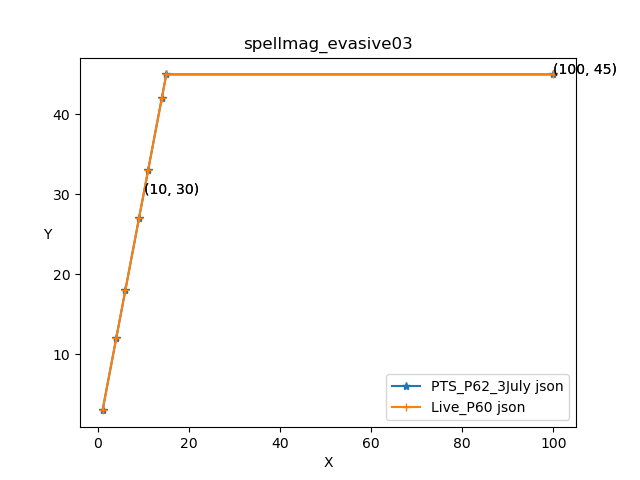 spellmag_evasive03
(100, 45)
40
(10, 30)
30
Y
20
10
PTS_P62_3July json
Live_P60 json
0 20 40 60 80 100
X